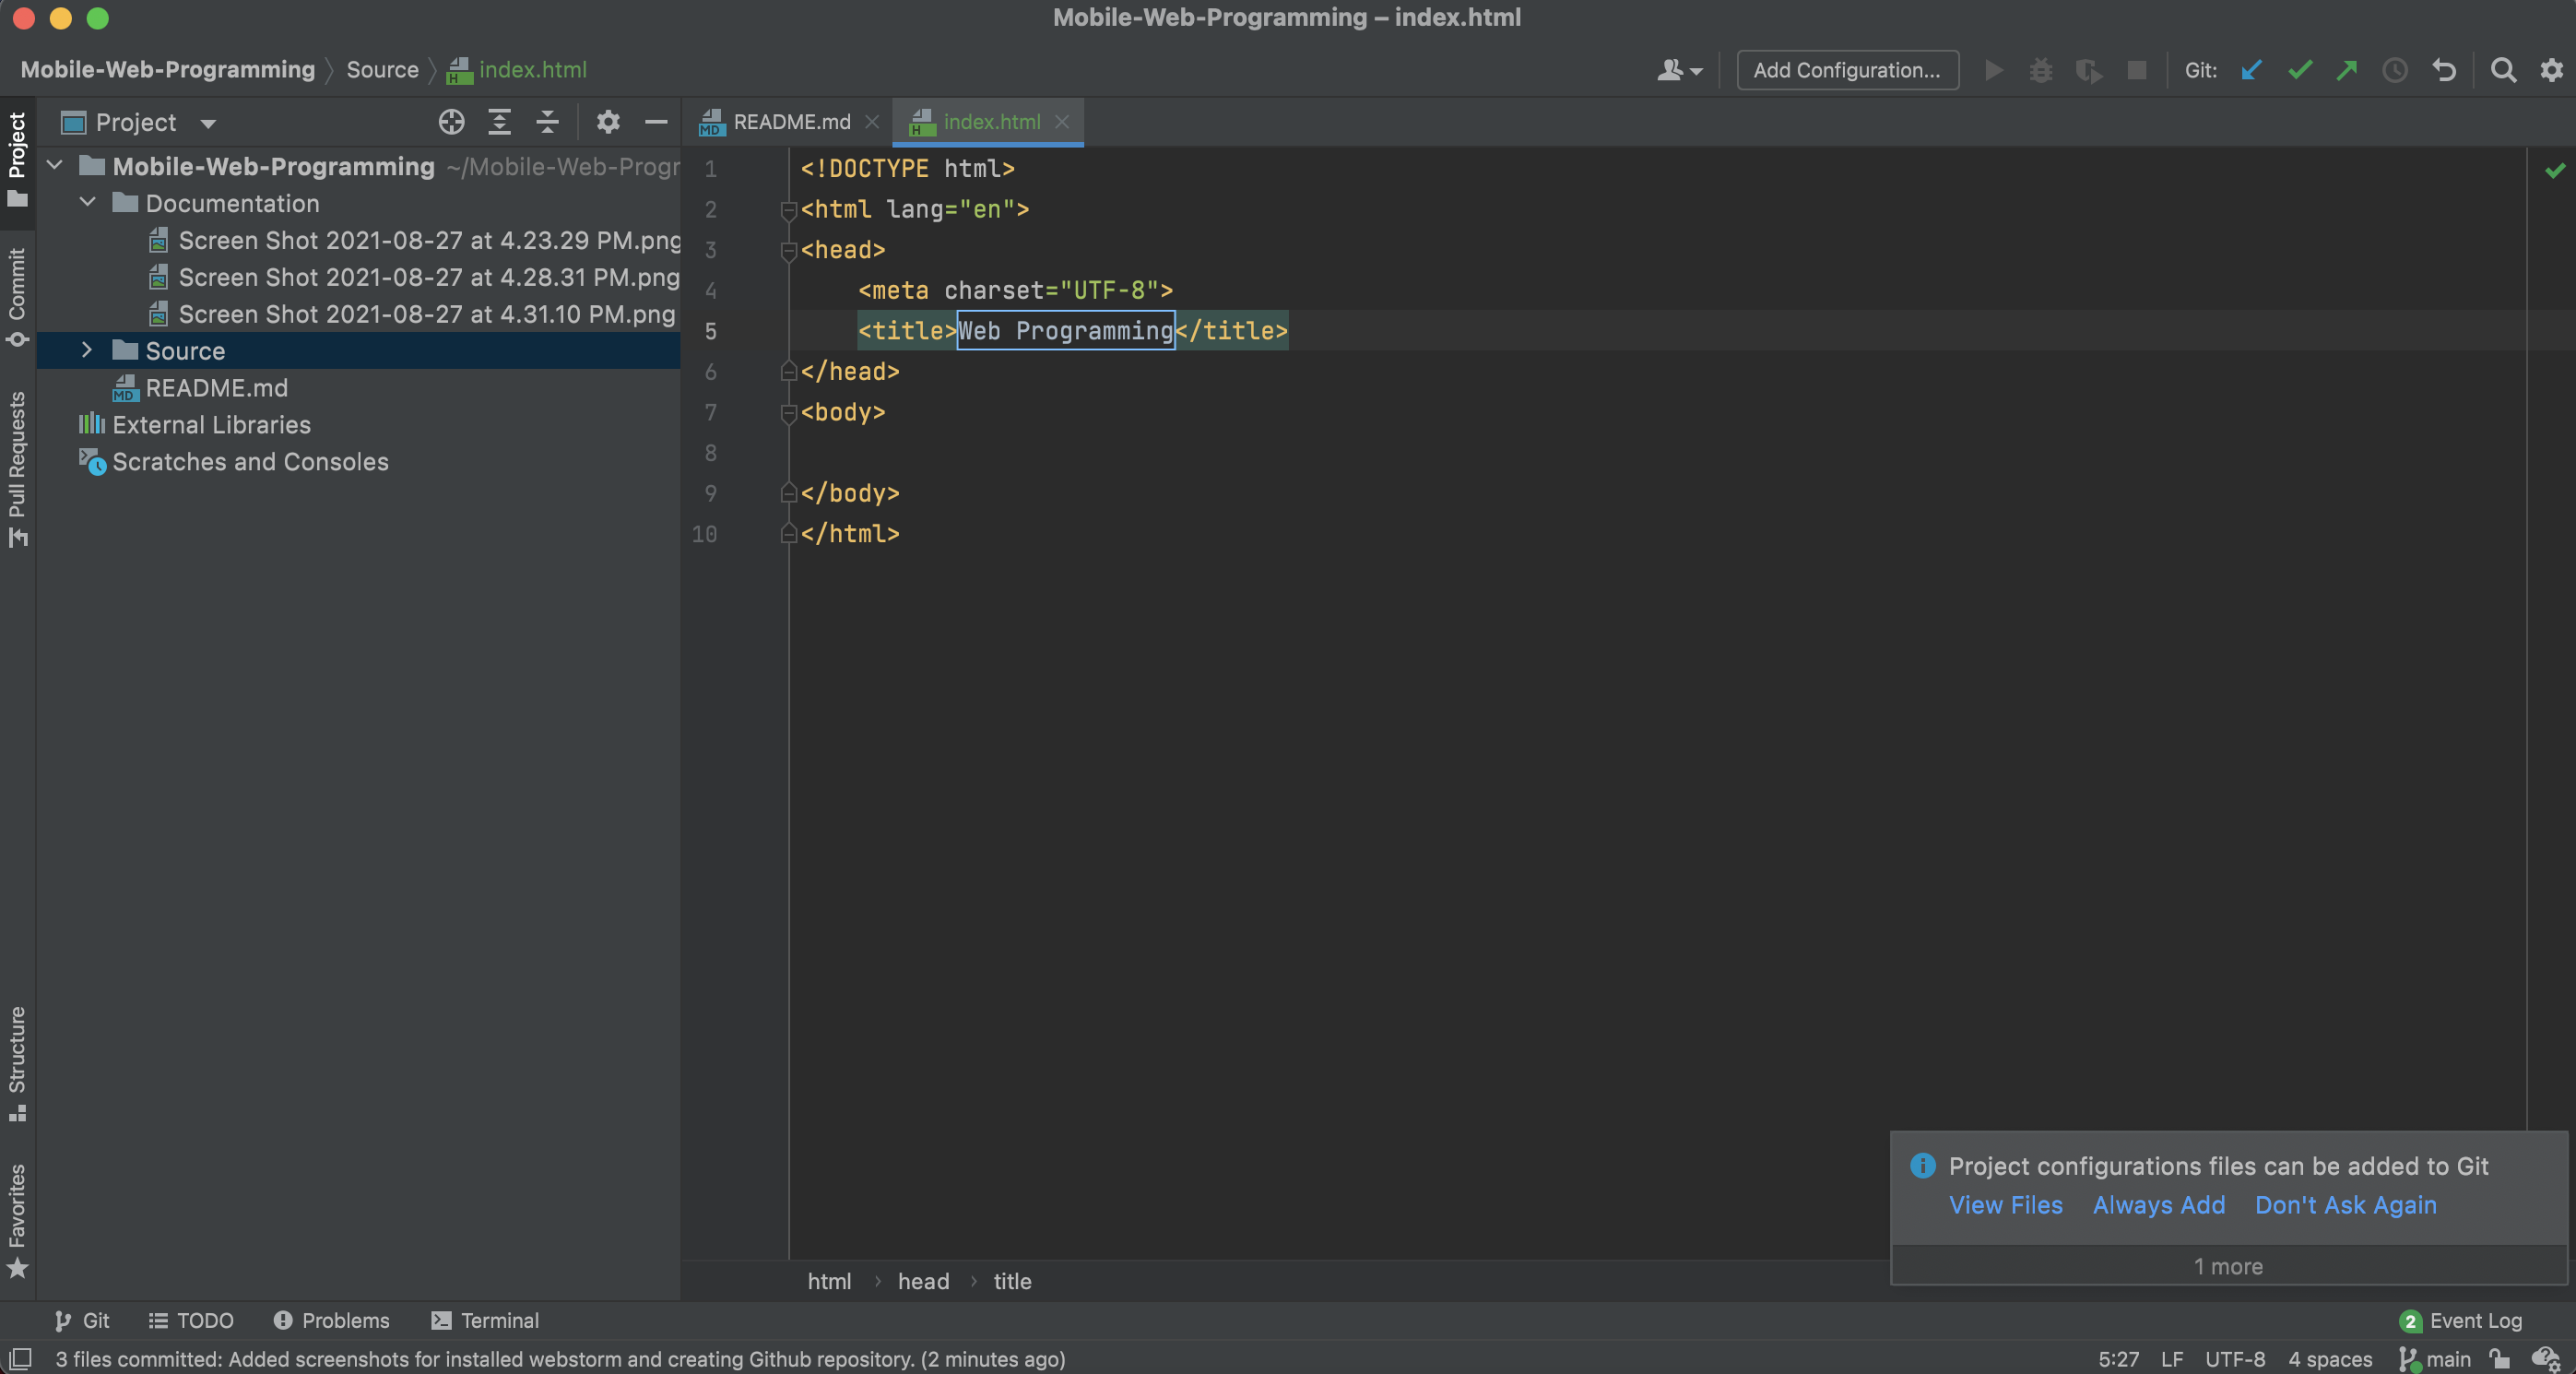 Mobile-Web-Programming – index.html
Mobile-Web-Programming Source index.html
Add Configuration... Git:
Project
Commit
Pull Requests
Structure
Favorites
Project
Mobile-Web-Programming ~/Mobile-Web-Progr
Documentation
Screen Shot 2021-08-27 at 4.23.29 PM.png
Screen Shot 2021-08-27 at 4.28.31 PM.png
Screen Shot 2021-08-27 at 4.31.10 PM.png
Source
README.md
External Libraries
Scratches and Consoles
README.md index.html
1 <!DOCTYPE html>
2 <html lang="en">
3 <head>
4 <meta charset="UTF-8">
5 <title>Web Programming</title>
6 </head>
7 <body>
8
9 </body>
10 </html>
Project configurations files can be added to Git
View Files Always Add Don't Ask Again
1 more
html › head › title
Git TODO Problems Terminal 2 Event Log
3 files committed: Added screenshots for installed webstorm and creating Github repository. (2 minutes ago) 5:27 LF UTF-8 4 spaces main